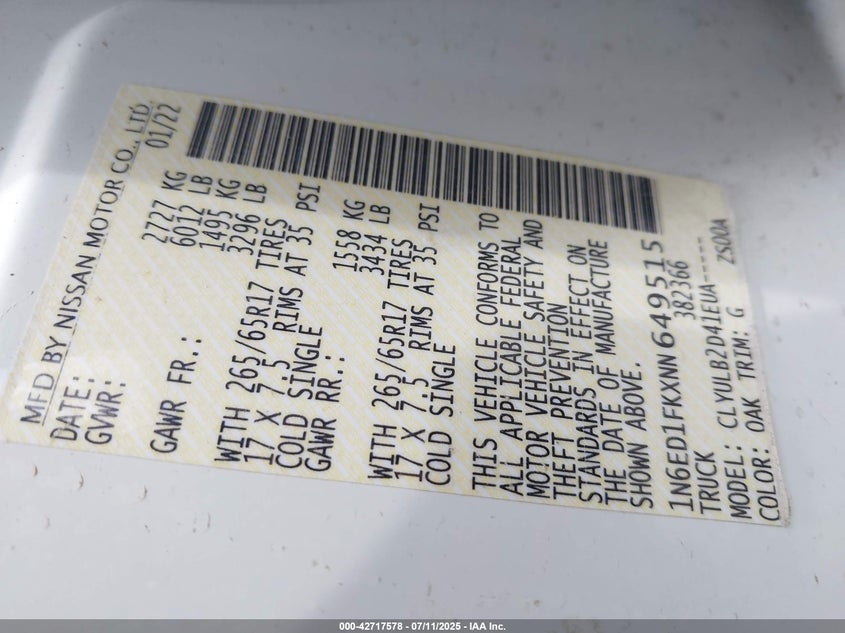 MFD BY NISSAN MOTOR CO., LTD.
DATE: 01/22
GVWR: 2727 KG
6012 LB
GAWR FR.: 1495 KG
3296 LB
WITH 265/65R17 TIRES
17 X 7.5 RIMS AT 35 PSI
COLD SINGLE
GAWR RR.: 1558 KG
3434 LB
WITH 265/65R17 TIRES
17 X 7.5 RIMS AT 35 PSI
COLD SINGLE
THIS VEHICLE CONFORMS TO
ALL APPLICABLE FEDERAL
MOTOR VEHICLE SAFETY AND
THEFT PREVENTION
STANDARDS IN EFFECT ON
THE DATE OF MANUFACTURE
SHOWN ABOVE.
1N6ED1FKXNN649515
TRUCK 382366
MODEL: CLYULB2D41EUA-----
COLOR: OAK TRIM: G ZS00A
000-42717578 - 07/11/2025 - IAA Inc.